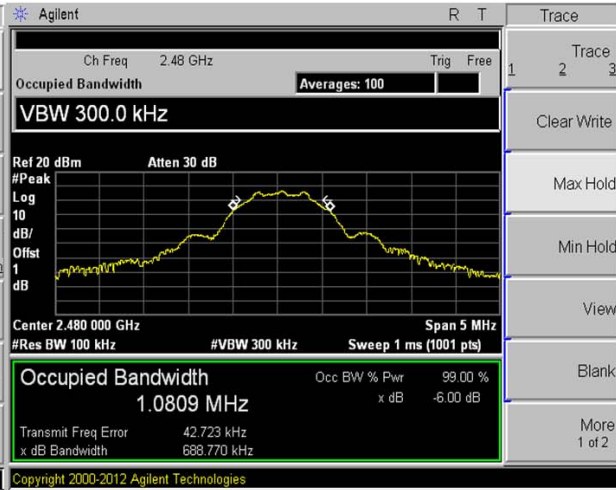 Agilent R T Trace
Ch Freq 2.48 GHz Trig Free
Occupied Bandwidth Averages: 100
VBW 300.0 kHz
Ref 20 dBm Atten 30 dB
#Peak
Log
10
dB/
Offst
1
dB
Center 2.480 000 GHz Span 5 MHz
#Res BW 100 kHz #VBW 300 kHz Sweep 1 ms (1001 pts)
Occupied Bandwidth Occ BW % Pwr 99.00 %
1.0809 MHz x dB -6.00 dB
Transmit Freq Error 42.723 kHz
x dB Bandwidth 688.770 kHz
Copyright 2000-2012 Agilent Technologies
Trace
1 2 3
Clear Write
Max Hold
Min Hold
View
Blank
More
1 of 2